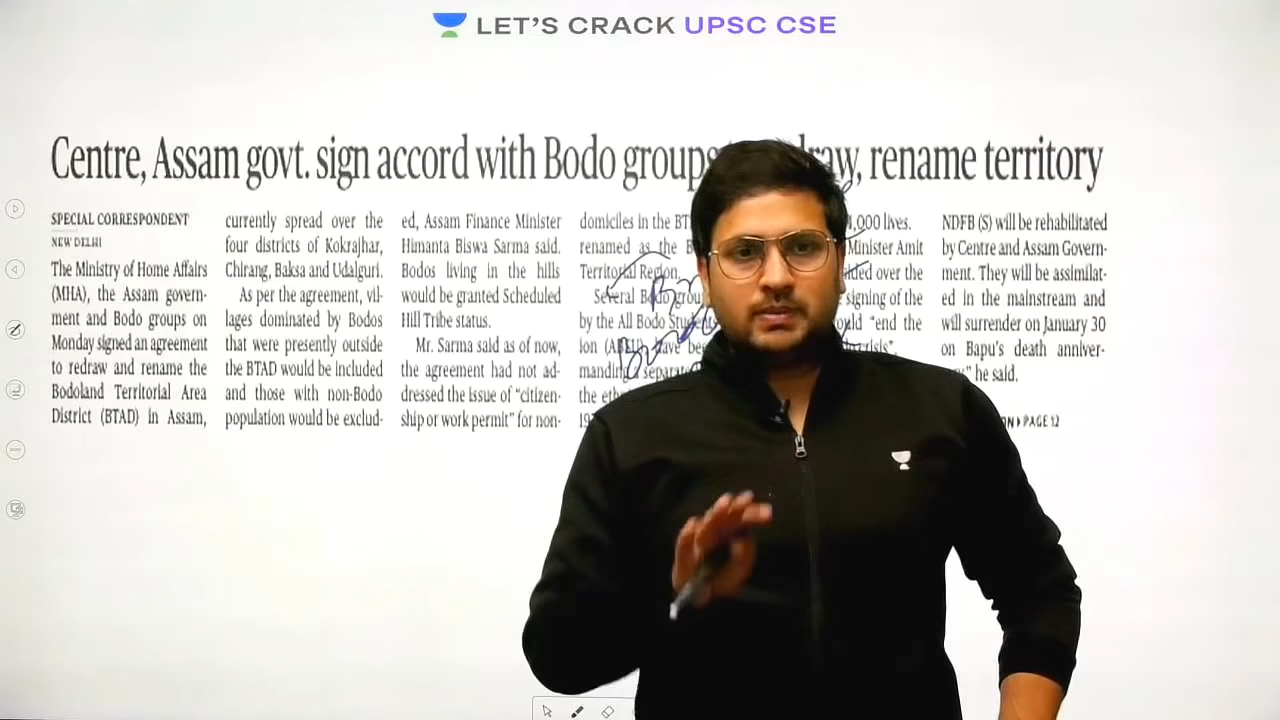 LET'S CRACK UPSC CSE
Centre, Assam govt. sign accord with Bodo groups raw, rename territory
SPECIAL CORRESPONDENT
NEW DELHI
The Ministry of Home Affairs
(MHA), the Assam govern-
ment and Bodo groups on
Monday signed an agreement
to redraw and rename the
Bodoland Territorial Area
District (BTAD) in Assam,
currently spread over the
four districts of Kokrajhar,
Chirang, Baksa and Udalguri.
As per the agreement, vil-
lages dominated by Bodos
that were presently outside
the BTAD would be included
and those with non-Bodo
population would be exclud-
ed, Assam Finance Minister
Himanta Biswa Sarma said.
Bodos living in the hills
would be granted Scheduled
Hill Tribe status.
Mr. Sarma said as of now,
the agreement had not ad-
dressed the issue of "citizen-
ship or work permit" for non-
domiciles in the BT
renamed as the B
Territorial Region.
Several Bodo grou
by the All Bodo Students
ion have be
manding separate
the eth
19
,000 lives.
Minister Amit
ded over the
signing of the
ould "end the
risis".
NDFB (S) will be rehabilitated
by Centre and Assam Govern-
ment. They will be assimilat-
ed in the mainstream and
will surrender on January 30
on Bapu's death anniver-
" he said.
PAGE 12